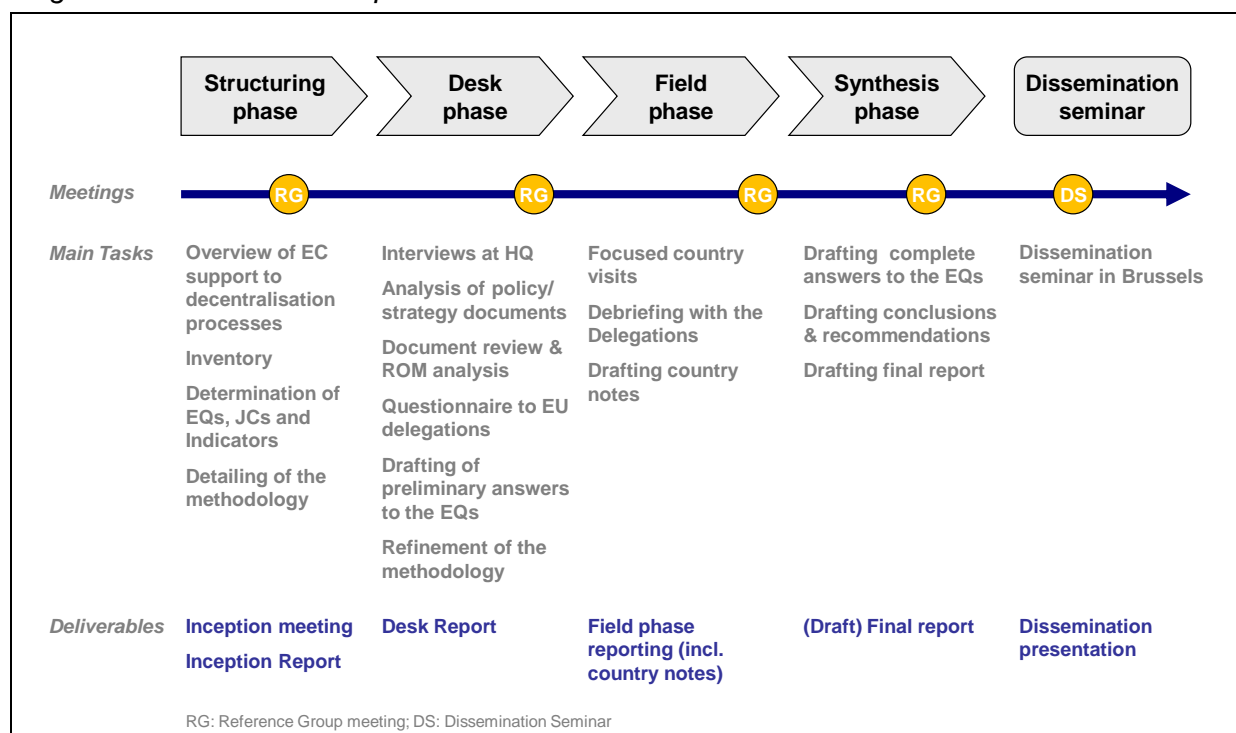 Structuring
phase
Desk
phase
Field
phase
Synthesis
phase
Dissemination
seminar
Meetings
RG
RG
RG
RG
DS
Main Tasks
Overview of EC
support to
decentralisation
processes
Inventory
Determination of
EQs, JCs and
Indicators
Detailing of the
methodology
Interviews at HQ
Analysis of policy/
strategy documents
Document review &
ROM analysis
Questionnaire to EU
delegations
Drafting of
preliminary answers
to the EQs
Refinement of the
methodology
Focused country
visits
Debriefing with the
Delegations
Drafting country
notes
Drafting complete
answers to the EQs
Drafting conclusions
& recommendations
Drafting final report
Dissemination
seminar in Brussels
Deliverables
Inception meeting
Inception Report
Desk Report
Field phase
reporting (incl.
country notes)
(Draft) Final report
Dissemination
presentation
RG: Reference Group meeting; DS: Dissemination Seminar